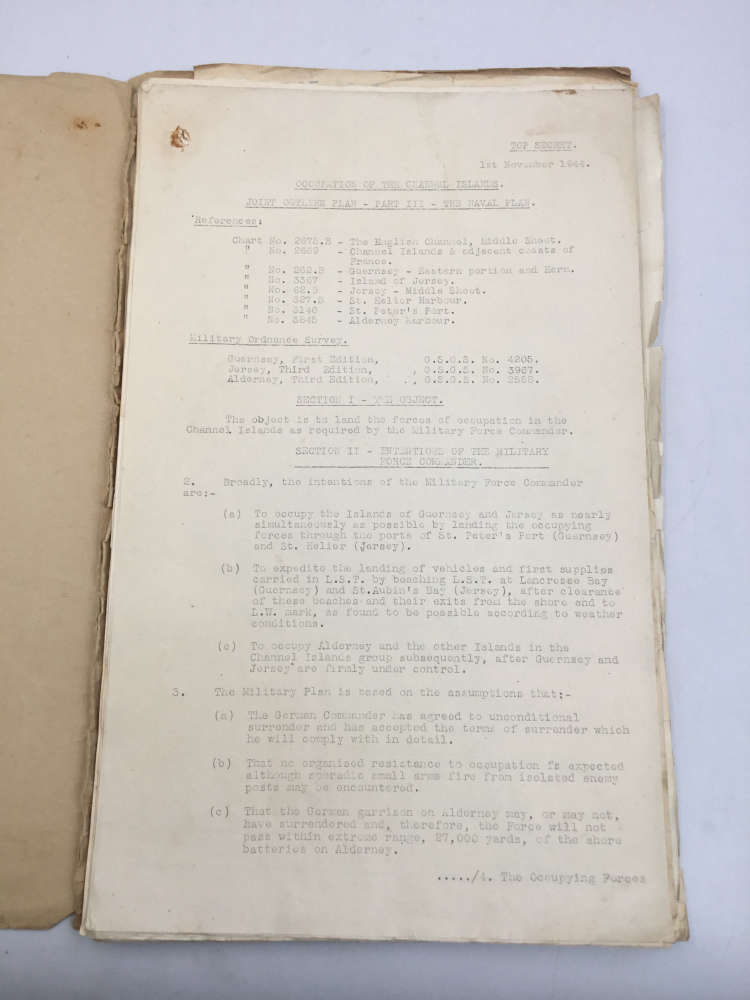 TOP SECRET.
1st November 1944.
OCCUPATION OF THE CHANNEL ISLANDS.
JOINT OUTLINE PLAN - PART III - THE NAVAL PLAN.
References:
Chart No. 2675.B - The English Channel, Middle Sheet.
" No. 2669 - Channel Islands & adjacent coasts of
France.
" No. 262.B - Guernsey - Eastern portion and Herm.
" No. 3367 - Island of Jersey.
" No. 62.B - Jersey - Middle Sheet.
" No. 327.B - St. Helier Harbour.
" No. 3140 - St. Peter's Port.
" No. 2845 - Alderney Harbour.
Military Ordnance Survey.
Guernsey, First Edition, G.S.G.S. No. 4205.
Jersey, Third Edition, , G.S.G.S. No. 3967.
Alderney, Third Edition, . , G.S.G.S. No. 2568.
SECTION I - THE OBJECT.
The object is to land the forces of occupation in the
Channel Islands as required by the Military Force Commander.
SECTION II - INTENTIONS OF THE MILITARY
FORCE COMMANDER.
2. Broadly, the intentions of the Military Force Commander
are:-
(a) To occupy the Islands of Guernsey and Jersey as nearly
simultaneously as possible by landing the occupying
forces through the ports of St. Peter's Port (Guernsey)
and St. Helier (Jersey).
(b) To expedite the landing of vehicles and first supplies
carried in L.S.T. by beaching L.S.T. at Lancresse Bay
(Guernsey) and St.Aubin's Bay (Jersey), after clearance
of these beaches and their exits from the shore end to
L.W. mark, as found to be possible according to weather
conditions.
(c) To occupy Alderney and the other Islands in the
Channel Islands group subsequently, after Guernsey and
Jersey are firmly under control.
3. The Military Plan is based on the assumptions that:-
(a) The German Commander has agreed to unconditional
surrender and has accepted the terms of surrender which
he will comply with in detail.
(b) That no organised resistance to occupation is expected
although sporadic small arms fire from isolated enemy
posts may be encountered.
(c) That the German garrison on Alderney may, or may not,
have surrendered and, therefore, the Force will not
pass within extreme range, 27,000 yards, of the shore
batteries on Alderney.
...../4. The Occupying Forces